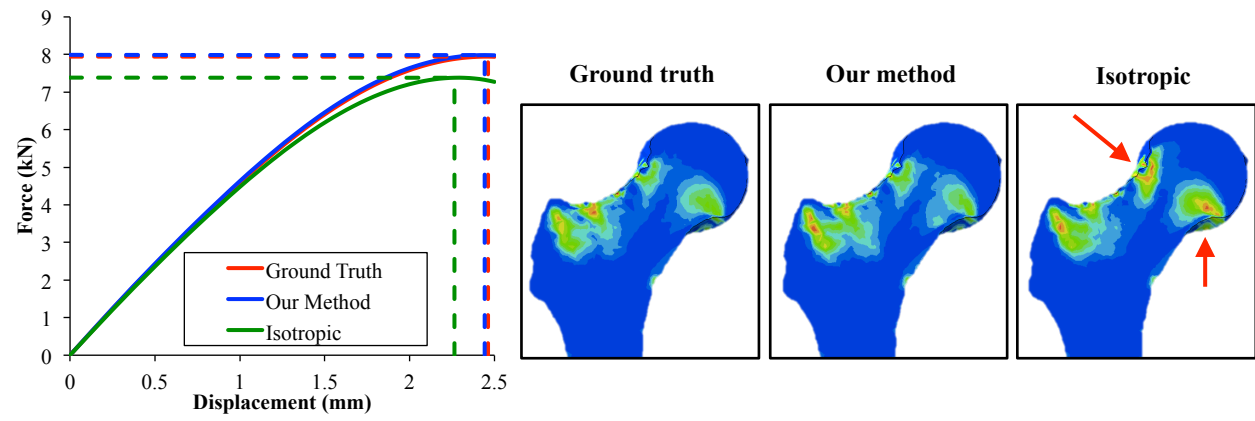 9
8
7
6
5
4
3
2
1
0
Force (kN)
Ground Truth
Our Method
Isotropic
0 0.5 1 1.5 2 2.5
Displacement (mm)
Ground truth
Our method
Isotropic